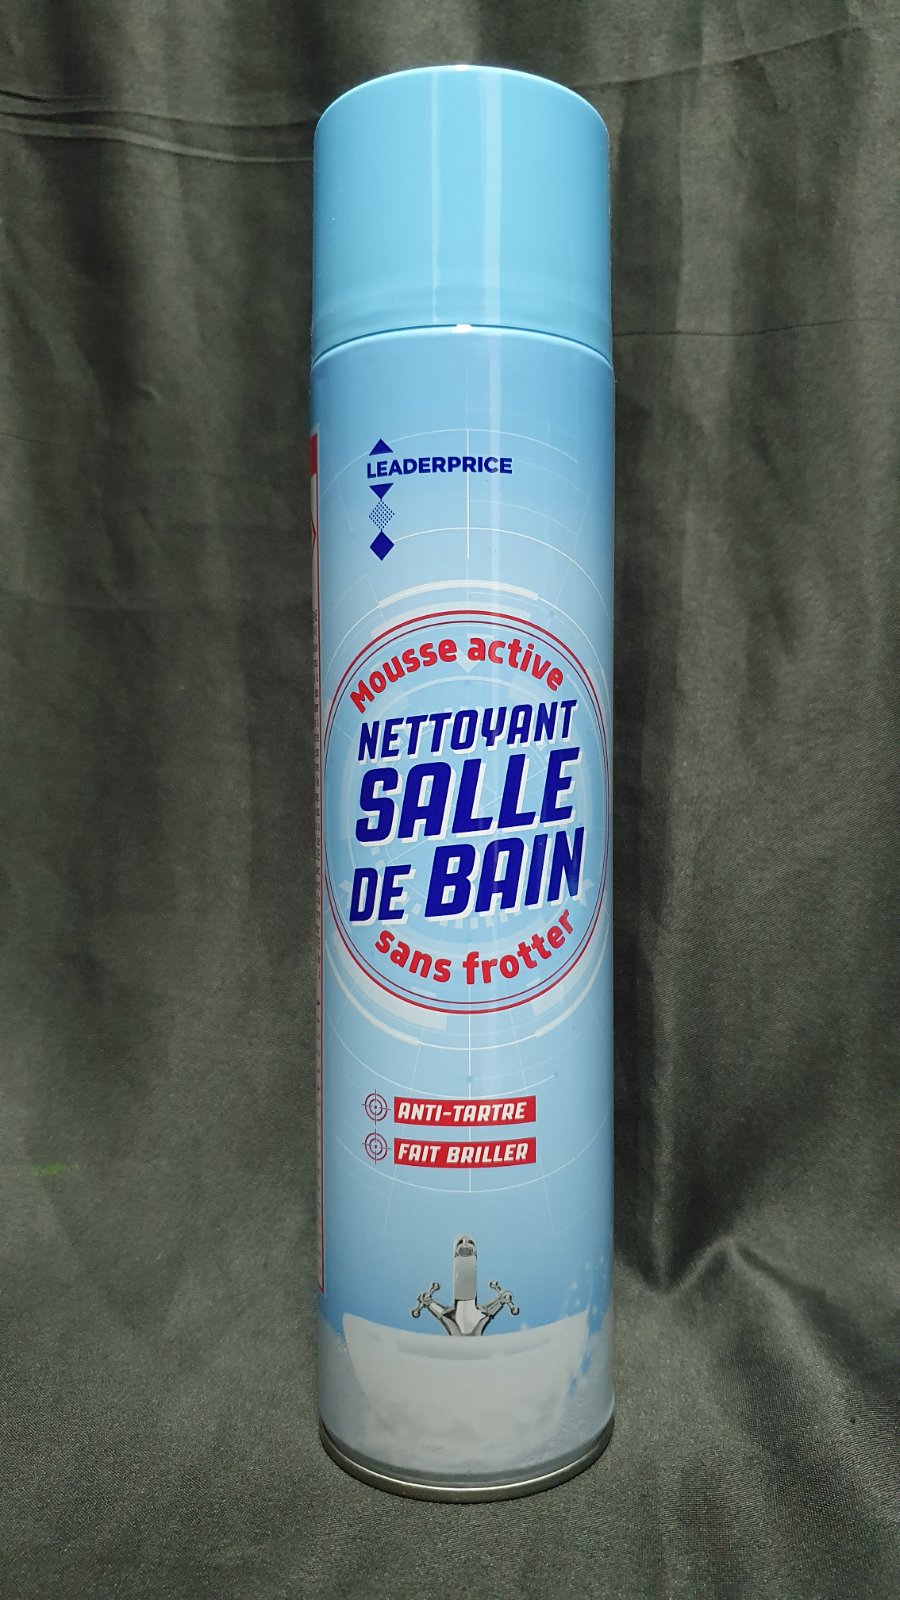 LEADERPRICE
Mousse active
NETTOYANT
SALLE
DE BAIN
sans frotter
ANTI-TARTRE
FAIT BRILLER